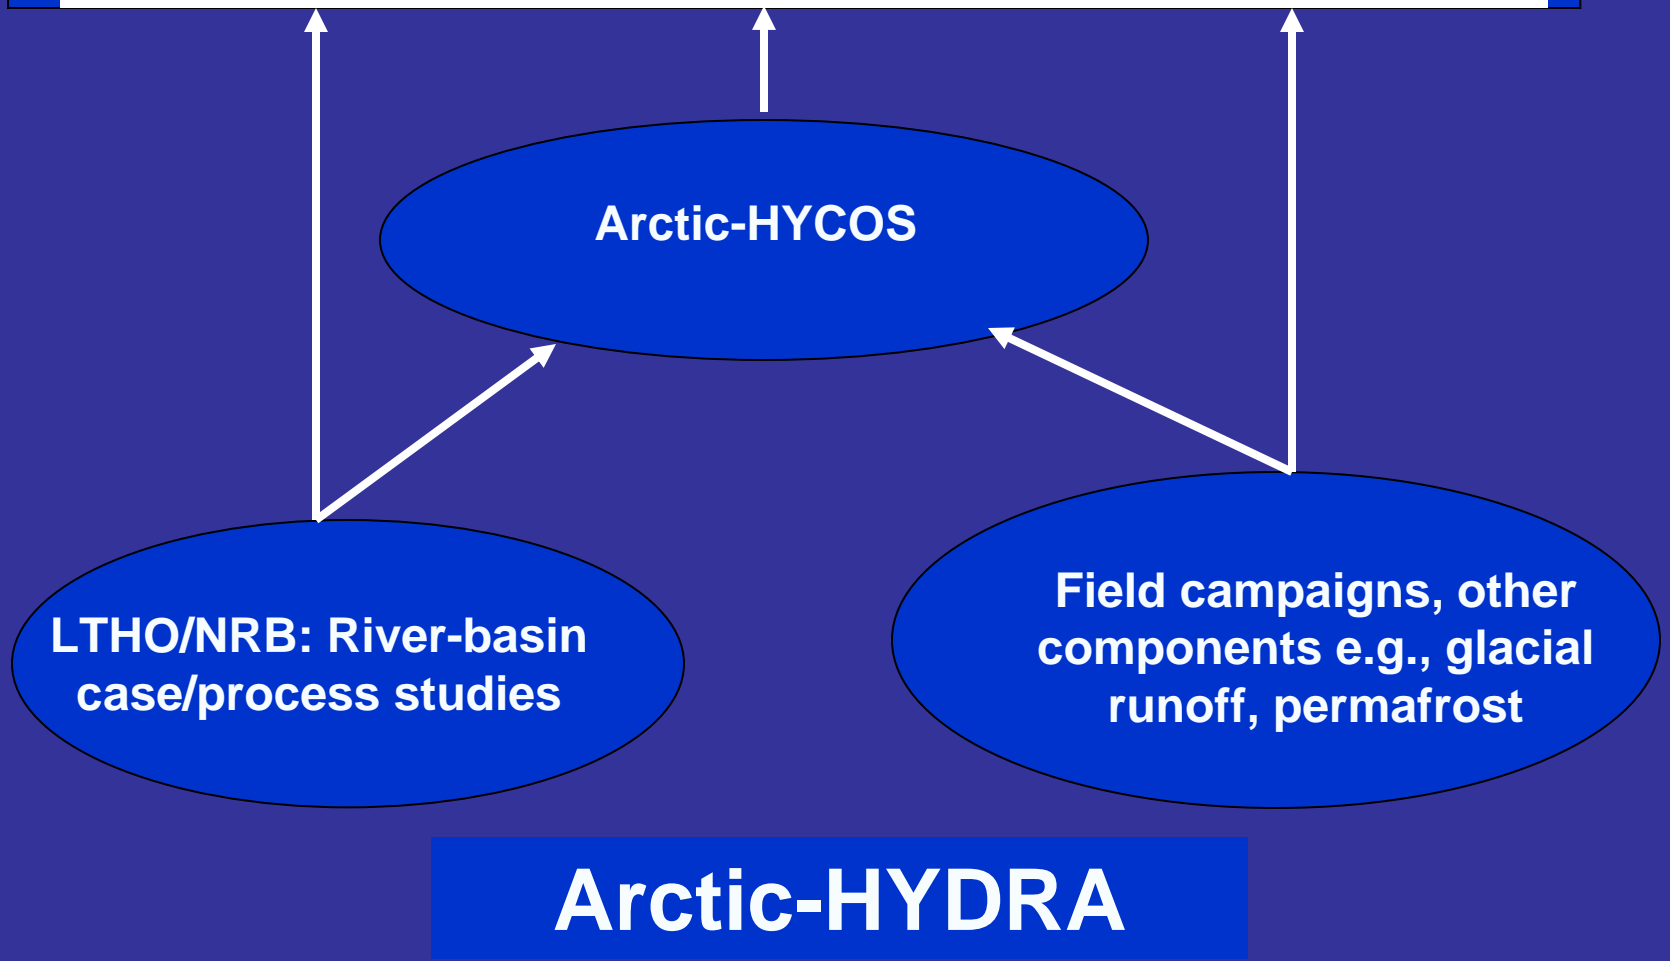 Arctic-HYCOS
LTHO/NRB: River-basin
case/process studies
Field campaigns, other
components e.g., glacial
runoff, permafrost
Arctic-HYDRA